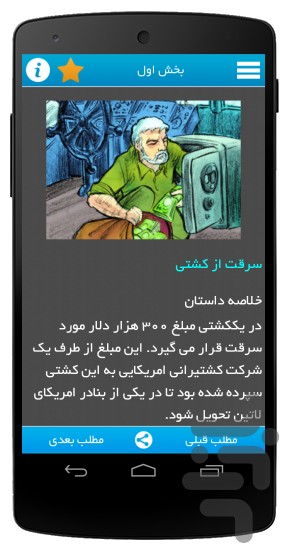 بخش اول
سرقت از کشتی
خلاصه داستان
در یککشتی مبلغ ۳۰۰ هزار دلار مورد
سرقت قرار می گیرد. این مبلغ از طرف یک
شرکت کشتیرانی امریکایی به این کشتی
سپرده شده بود تا در یکی از بنادر امریکای
لاتین تحویل شود.
مطلب قبلی
مطلب بعدی